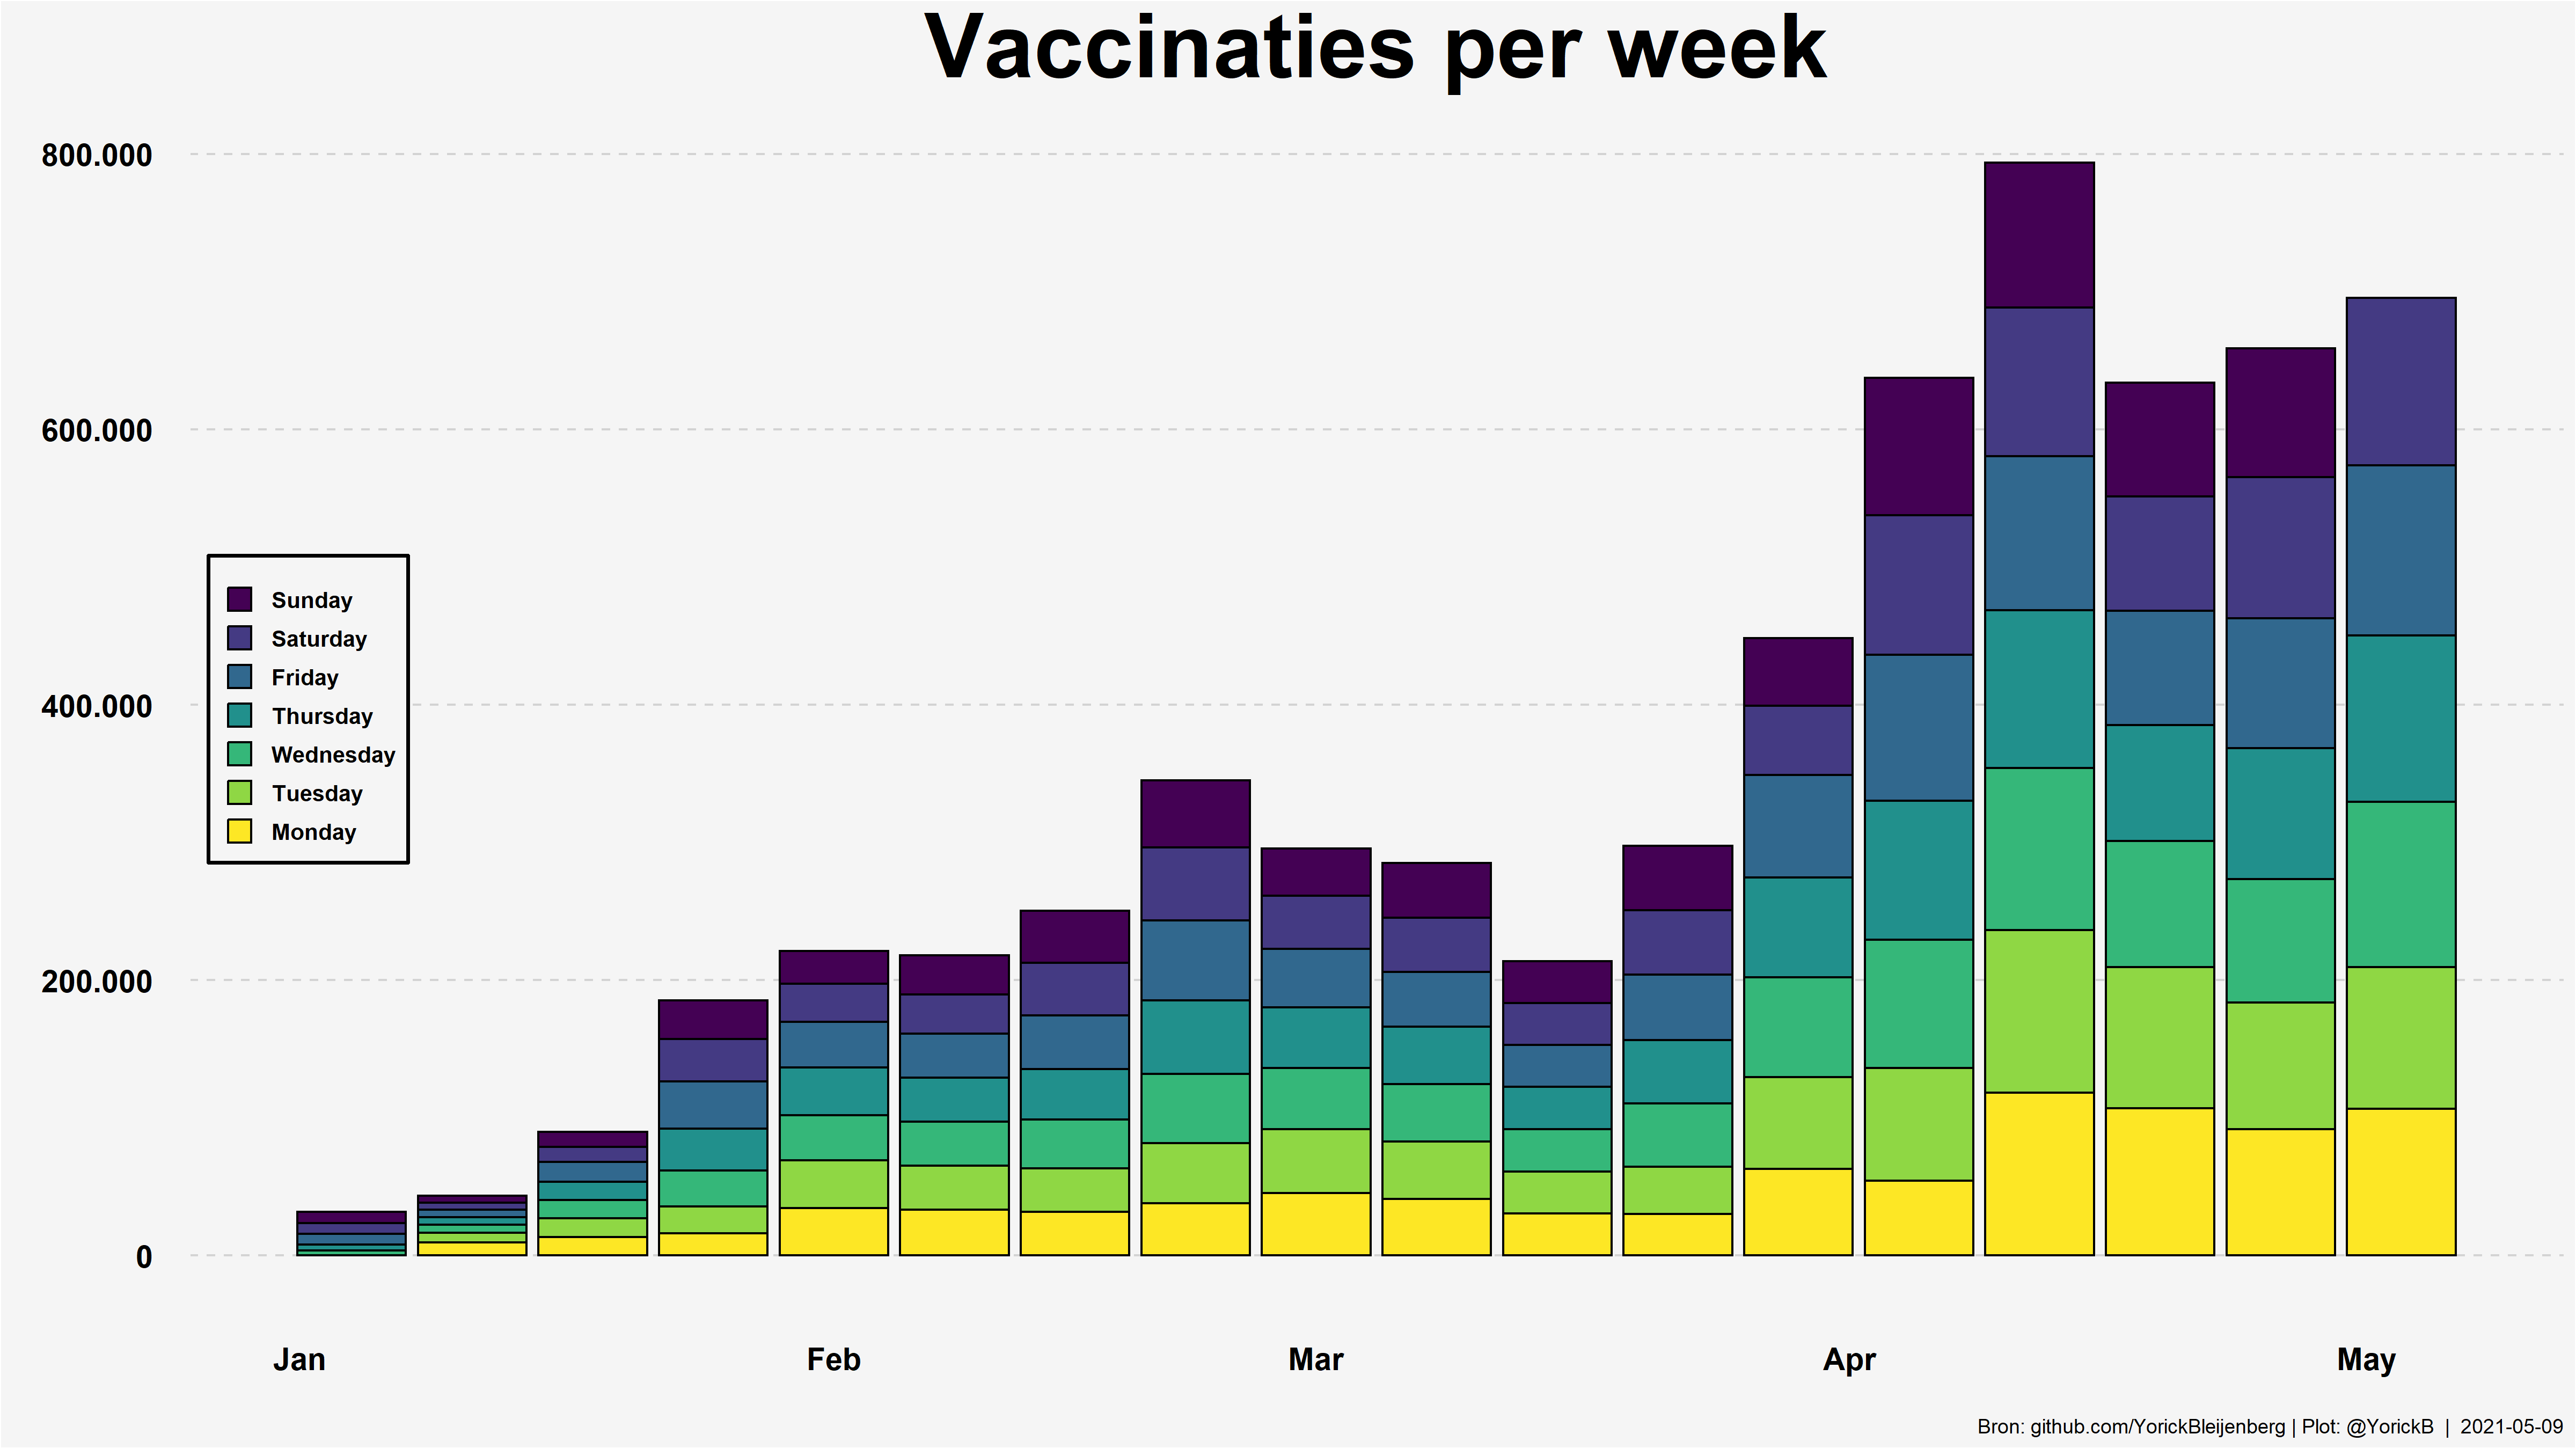 Vaccinaties per week
800.000
600.000
400.000
200.000
0
Sunday
Saturday
Friday
Thursday
Wednesday
Tuesday
Monday
Jan Feb Mar Apr May
Bron: github.com/YorickBleijenberg | Plot: @YorickB | 2021-05-09